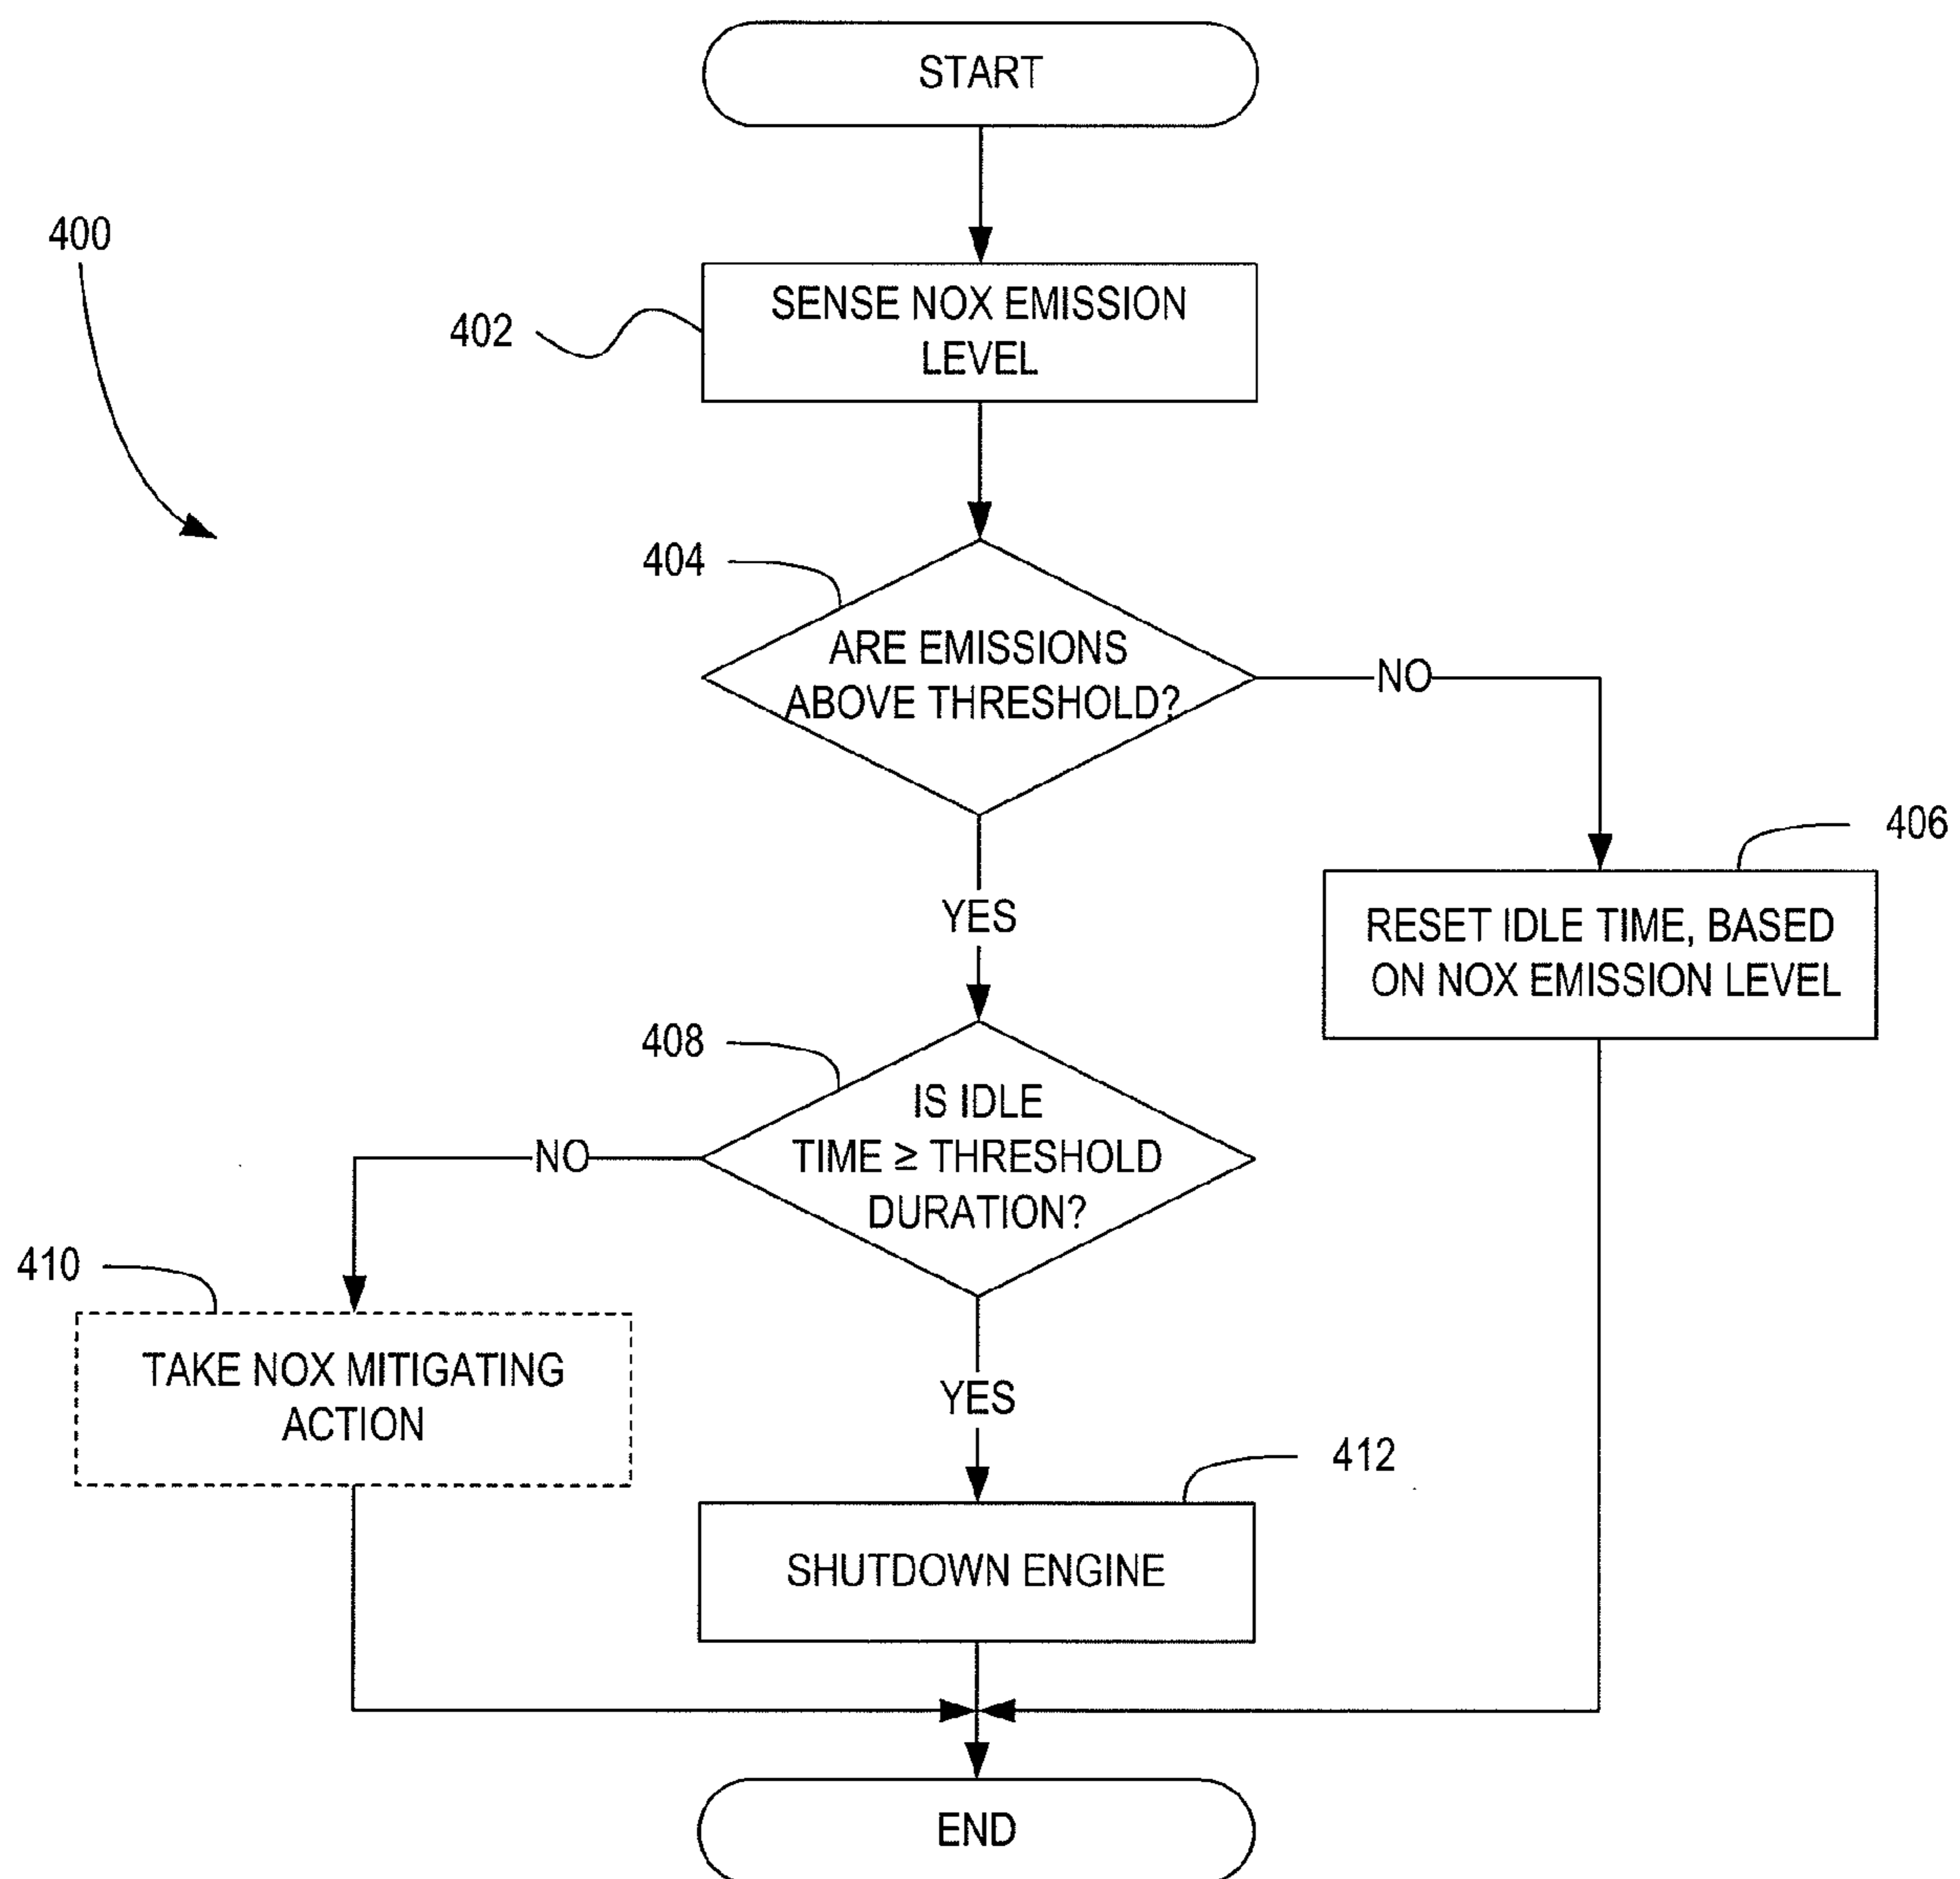 START
400
402
SENSE NOX EMISSION
LEVEL
404
ARE EMISSIONS
ABOVE THRESHOLD?
NO
406
RESET IDLE TIME, BASED
ON NOX EMISSION LEVEL
YES
408
IS IDLE
TIME ≥ THRESHOLD
DURATION?
NO
410
TAKE NOX MITIGATING
ACTION
YES
412
SHUTDOWN ENGINE
END